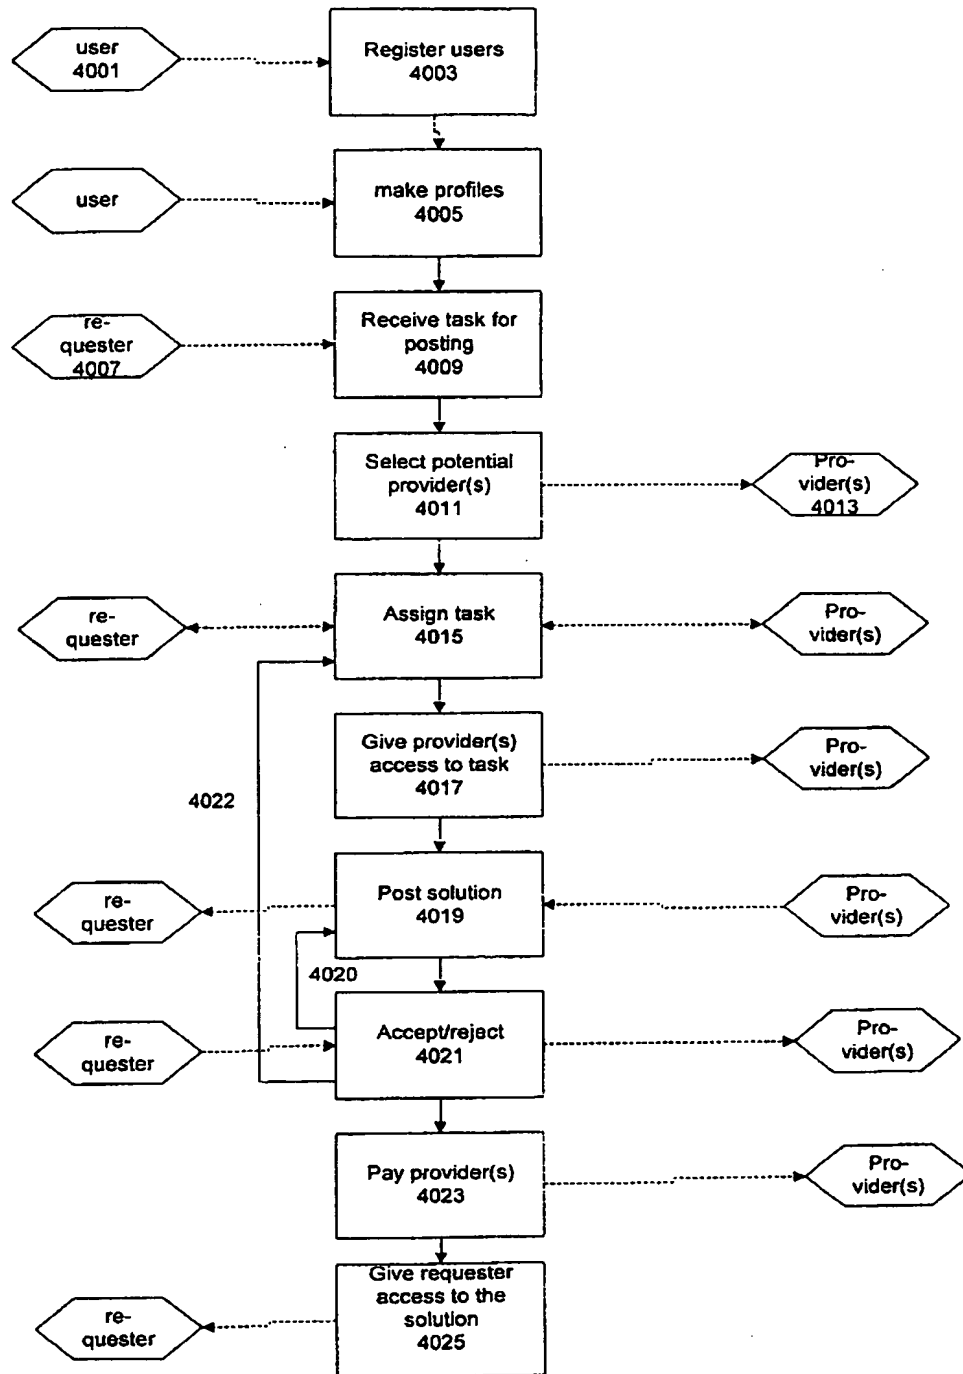 user
4001
Register users
4003
user
make profiles
4005
re-
quester
4007
Receive task for
posting
4009
Select potential
provider(s)
4011
Pro-
vider(s)
4013
re-
quester
Assign task
4015
Pro-
vider(s)
Give provider(s)
access to task
4017
Pro-
vider(s)
4022
re-
quester
Post solution
4019
Pro-
vider(s)
4020
re-
quester
Accept/reject
4021
Pro-
vider(s)
Pay provider(s)
4023
Pro-
vider(s)
re-
quester
Give requester
access to the
solution
4025